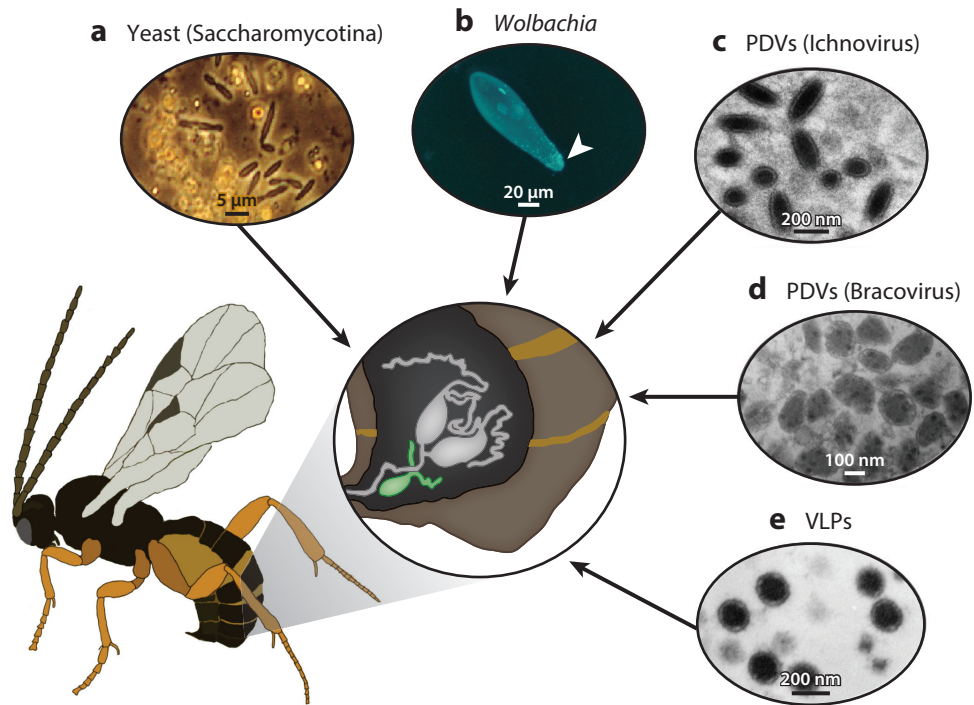 a Yeast (Saccharomycotina)
5 µm
b Wolbachia
20 µm
c PDVs (Ichnovirus)
200 nm
d PDVs (Bracovirus)
100 nm
e VLPs
200 nm